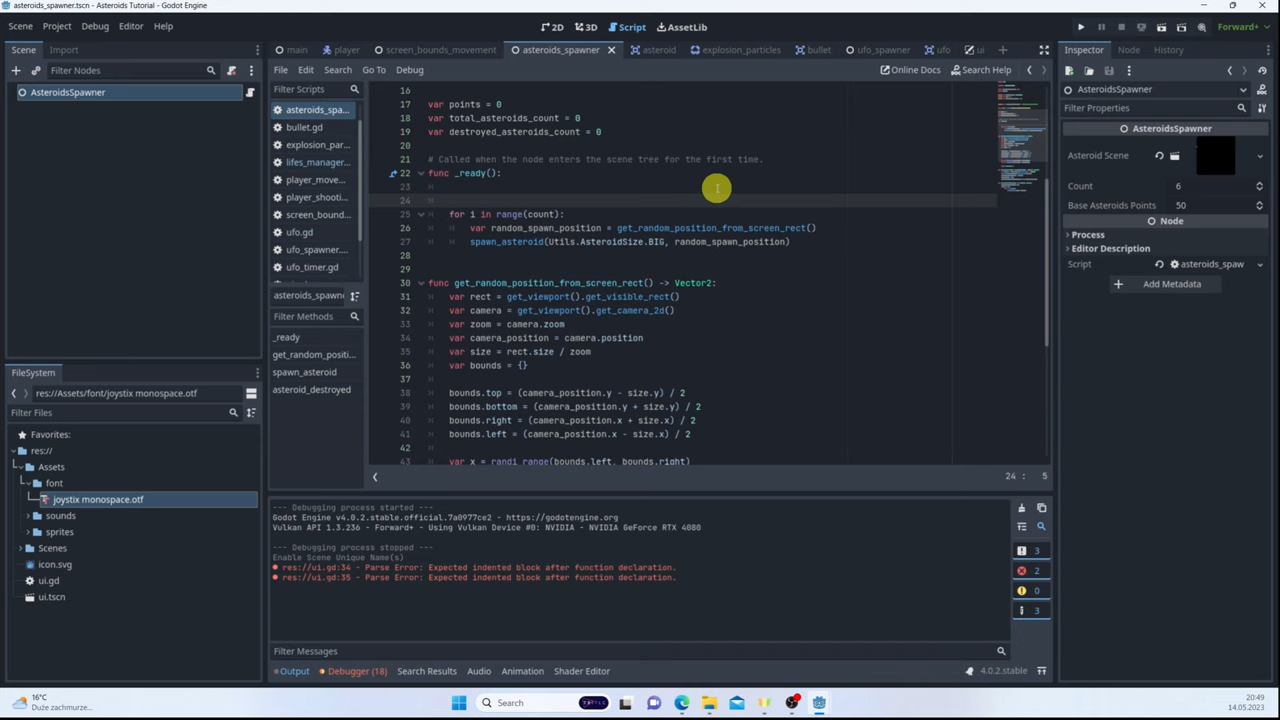 asteroids_spawner.tscn - Asteroids Tutorial - Godot Engine
Scene Project Debug Editor Help
2D 3D Script AssetLib
Forward+
Scene Import
main player screen_bounds_movement asteroids_spawner asteroid explosion_particles bullet ufo_spawner ufo ui
Inspector Node History
Filter Nodes
File Edit Search Go To Debug
Online Docs Search Help
AsteroidsSpawner
Filter Scripts
asteroids_spa...
bullet.gd
explosion_par...
lifes_manager...
player_move...
player_shooti...
screen_bound...
ufo.gd
ufo_spawner....
ufo_timer.gd
asteroids_spawne
Filter Methods
_ready
get_random_positi...
spawn_asteroid
asteroid_destroyed
16
17 var points = 0
18 var total_asteroids_count = 0
19 var destroyed_asteroids_count = 0
20
21 # Called when the node enters the scene tree for the first time.
22 func _ready():
23
24
25 for i in range(count):
26 var random_spawn_position = get_random_position_from_screen_rect()
27 spawn_asteroid(Utils.AsteroidSize.BIG, random_spawn_position)
28
29
30 func get_random_position_from_screen_rect() -> Vector2:
31 var rect = get_viewport().get_visible_rect()
32 var camera = get_viewport().get_camera_2d()
33 var zoom = camera.zoom
34 var camera_position = camera.position
35 var size = rect.size / zoom
36 var bounds = {}
37
38 bounds.top = (camera_position.y - size.y) / 2
39 bounds.bottom = (camera_position.y + size.y) / 2
40 bounds.right = (camera_position.x + size.x) / 2
41 bounds.left = (camera_position.x - size.x) / 2
42
43 var x = randi_range(bounds.left, bounds.right)
24 : 5
AsteroidsSpawner
Filter Properties
AsteroidsSpawner
Asteroid Scene
Count 6
Base Asteroids Points 50
Node
Process
Editor Description
Script asteroids_spaw
Add Metadata
FileSystem
res://Assets/font/joystix monospace.otf
Filter Files
Favorites:
res://
Assets
font
joystix monospace.otf
sounds
sprites
Scenes
icon.svg
ui.gd
ui.tscn
--- Debugging process started ---
Godot Engine v4.0.2.stable.official.7a0977ce2 - https://godotengine.org
Vulkan API 1.3.236 - Forward+ - Using Vulkan Device #0: NVIDIA - NVIDIA GeForce RTX 4080
--- Debugging process stopped ---
Enable Scene Unique Name(s)
res://ui.gd:34 - Parse Error: Expected indented block after function declaration.
res://ui.gd:35 - Parse Error: Expected indented block after function declaration.
3
2
0
3
Filter Messages
Output Debugger (18) Search Results Audio Animation Shader Editor
4.0.2.stable
16°C
Duże zachmurze...
Search
20:49
14.05.2023